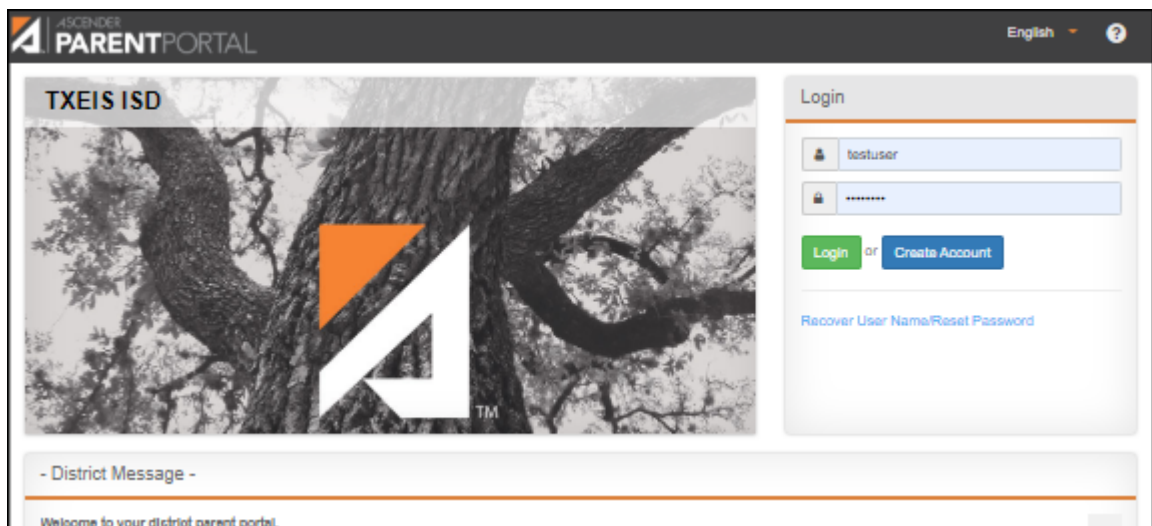 ASCENDER
PARENTPORTAL
English
?
TXEIS ISD
TM
Login
testuser
••••••••
Login or Create Account
Recover User Name/Reset Password
- District Message -
Welcome to your district parent portal.